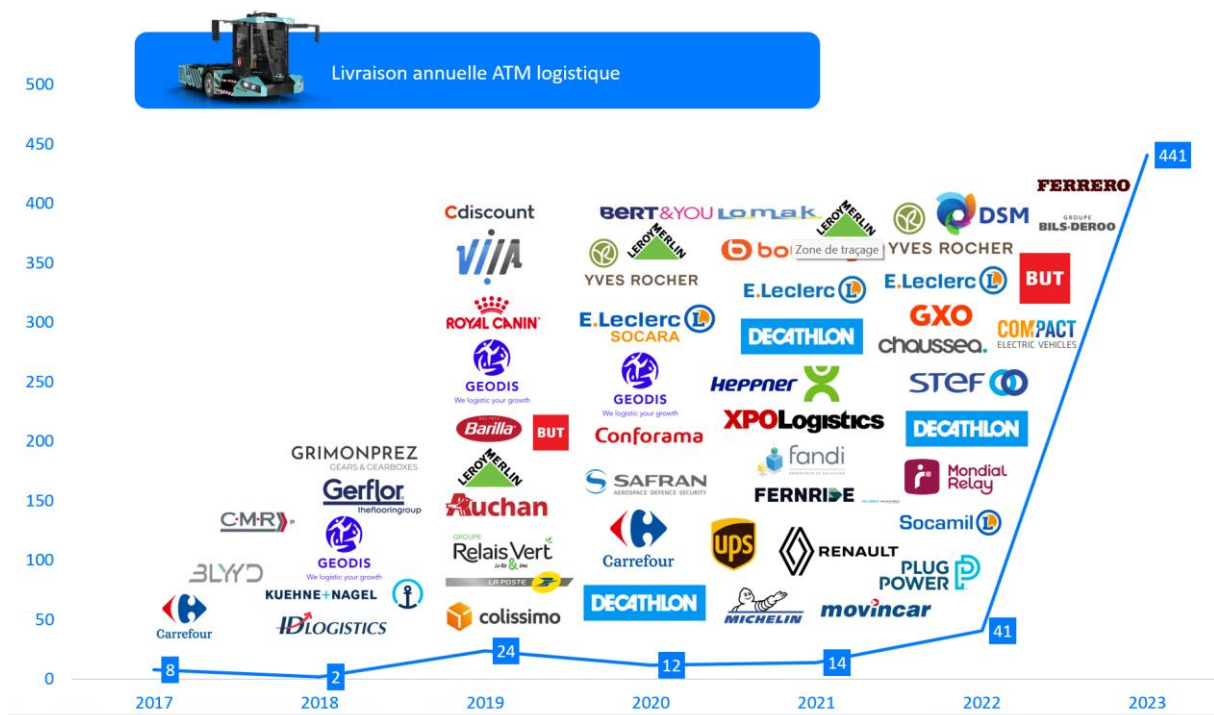 Livraison annuelle ATM logistique
500
450
400
350
300
250
200
150
100
50
0
Carrefour
BLYYD
C·M·R
GRIMONPREZ
GEARS & GEARBOXES
Gerflor
theflooringgroup
GEODIS
We logistic your growth
KUEHNE+NAGEL
ID LOGISTICS
Cdiscount
VIIA
ROYAL CANIN
GEODIS
We logistic your growth
Barilla
BUT
LEROY MERLIN
Auchan
GROUPE
Relais Vert
Le bio & vous
LA POSTE
colissimo
BERT&YOU
LEROY MERLIN
YVES ROCHER
E.Leclerc L
SOCARA
GEODIS
We logistic your growth
Conforama
SAFRAN
AEROSPACE · DEFENCE · SECURITY
Carrefour
DECATHLON
Lomak
LEROY MERLIN
Zone de traçage
E.Leclerc L
DECATHLON
HEPPNER
XPOLogistics
fandi
FERNRIDE
ups
RENAULT
MICHELIN
movincar
DSM
YVES ROCHER
E.Leclerc L
BUT
GXO
chaussea.
COMPACT
ELECTRIC VEHICLES
STEF
DECATHLON
Mondial
Relay
Socamil L
PLUG
POWER
FERRERO
GROUPE
BILS·DEROO
8
2
24
12
14
41
441
2017
2018
2019
2020
2021
2022
2023